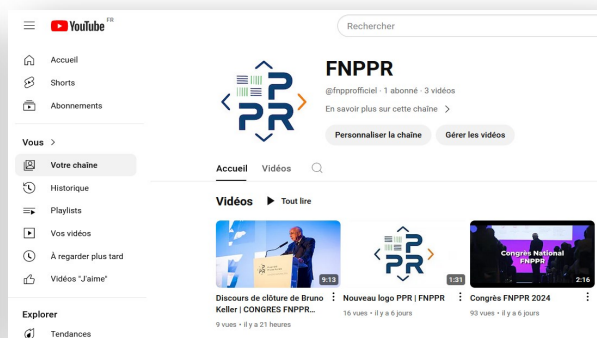 YouTube FR
Rechercher
Accueil
Shorts
Abonnements
Vous >
Votre chaîne
Historique
Playlists
Vos vidéos
À regarder plus tard
Vidéos "J'aime"
Explorer
Tendances
P
PR
FNPPR
@fnpprofficiel · 1 abonné · 3 vidéos
En savoir plus sur cette chaîne >
Personnaliser la chaîne
Gérer les vidéos
Accueil
Vidéos
Vidéos
Tout lire
P
PR
9:13
Discours de clôture de Bruno
Keller | CONGRES FNPPR...
9 vues • il y a 21 heures
P
PR
1:31
Nouveau logo PPR | FNPPR
16 vues • il y a 6 jours
Congrès National
FNPPR
2:16
Congrès FNPPR 2024
93 vues • il y a 6 jours